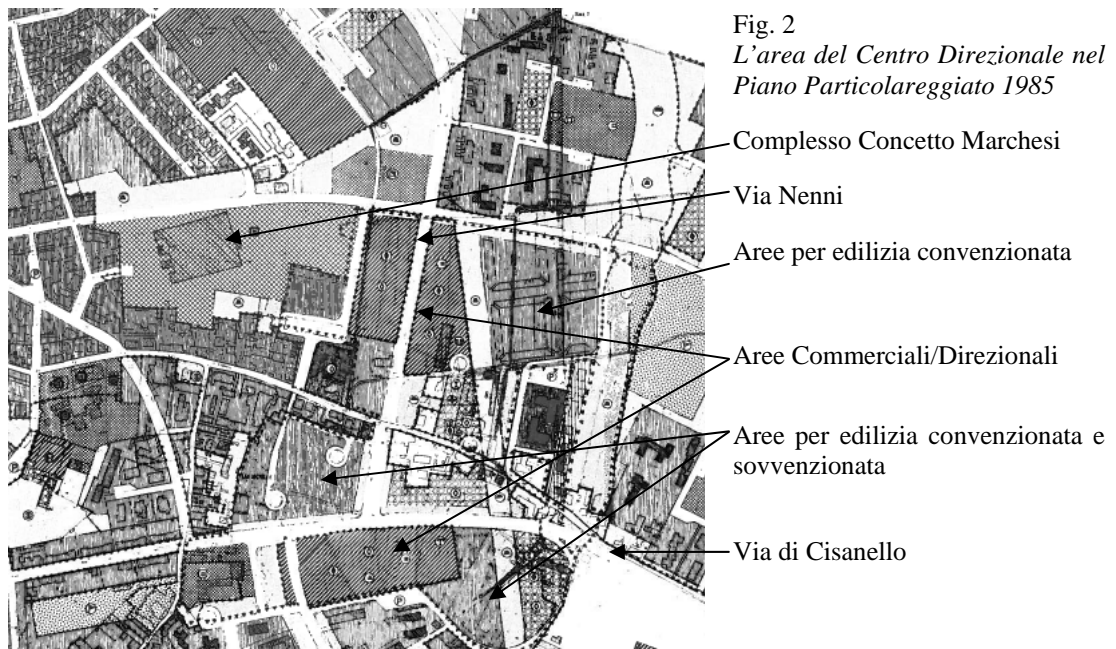 Fig. 2
L'area del Centro Direzionale nel
Piano Particolareggiato 1985
Complesso Concetto Marchesi
Via Nenni
Aree per edilizia convenzionata
Aree Commerciali/Direzionali
Aree per edilizia convenzionata e
sovvenzionata
Via di Cisanello